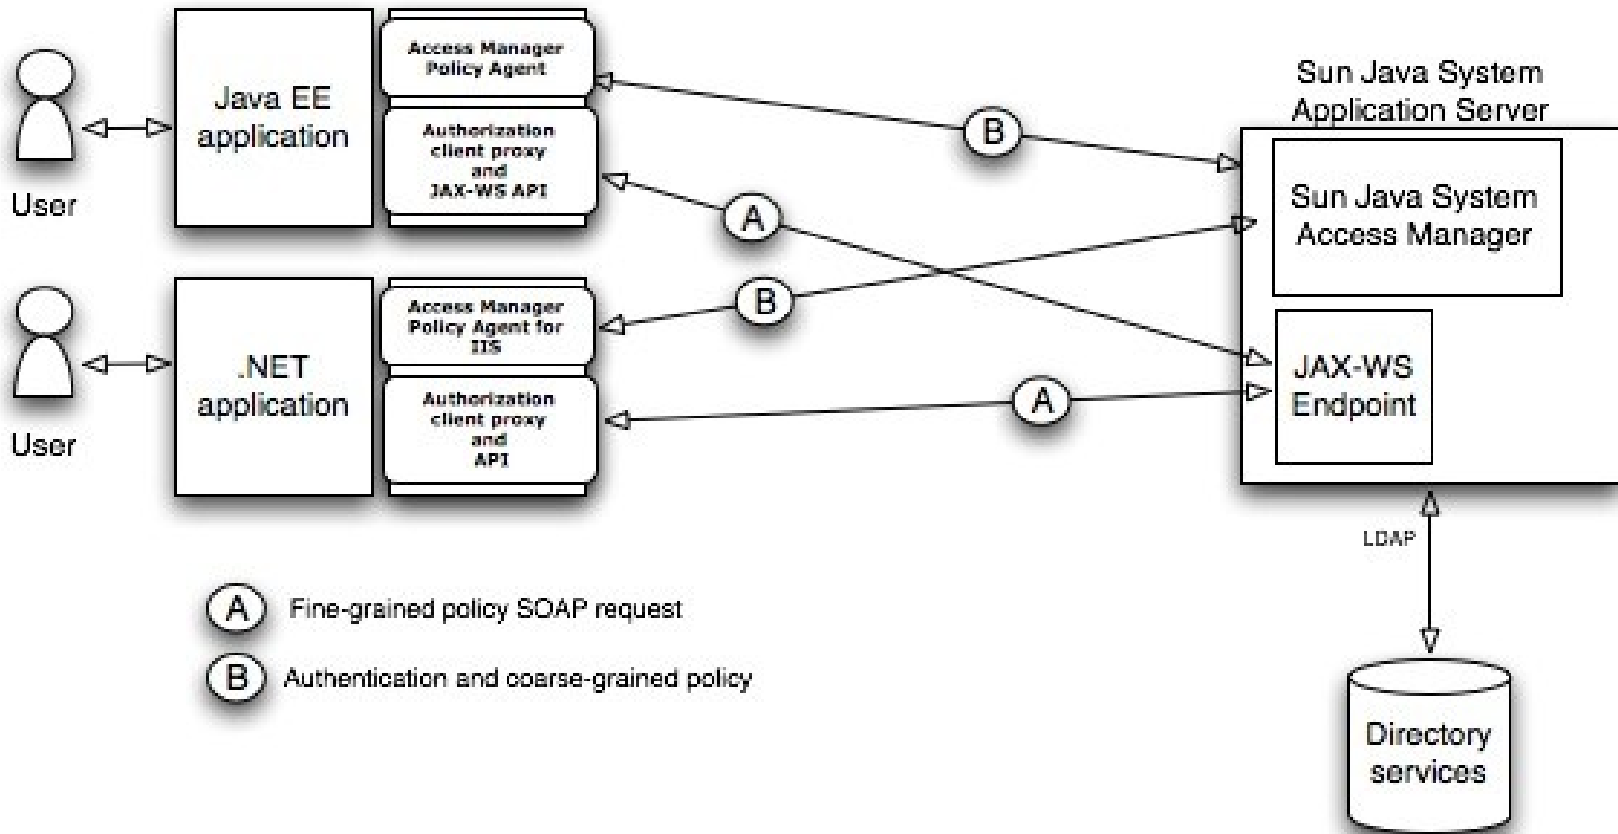 User
Java EE
application
Access Manager
Policy Agent
Authorization
client proxy
and
JAX-WS API
B
A
Sun Java System
Application Server
Sun Java System
Access Manager
User
.NET
application
Access Manager
Policy Agent for
IIS
Authorization
client proxy
and
API
B
A
JAX-WS
Endpoint
LDAP
A Fine-grained policy SOAP request
B Authentication and coarse-grained policy
Directory
services